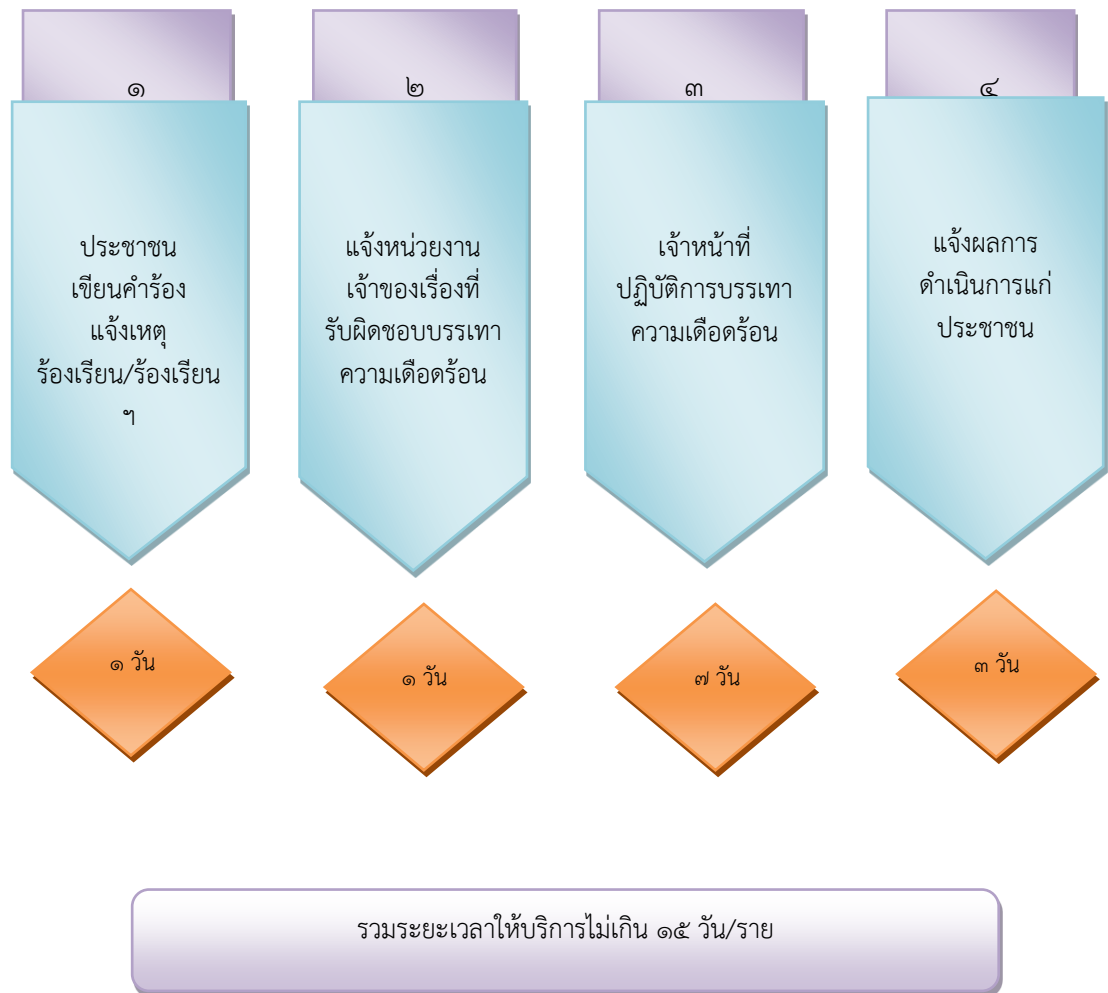 ๑
ประชาชน
เขียนคำร้อง
แจ้งเหตุ
ร้องเรียน/ร้องเรียน
ฯ
๑ วัน
๒
แจ้งหน่วยงาน
เจ้าของเรื่องที่
รับผิดชอบบรรเทา
ความเดือดร้อน
๑ วัน
๓
เจ้าหน้าที่
ปฏิบัติการบรรเทา
ความเดือดร้อน
๗ วัน
๔
แจ้งผลการ
ดำเนินการแก่
ประชาชน
๓ วัน
รวมระยะเวลาให้บริการไม่เกิน ๑๕ วัน/ราย